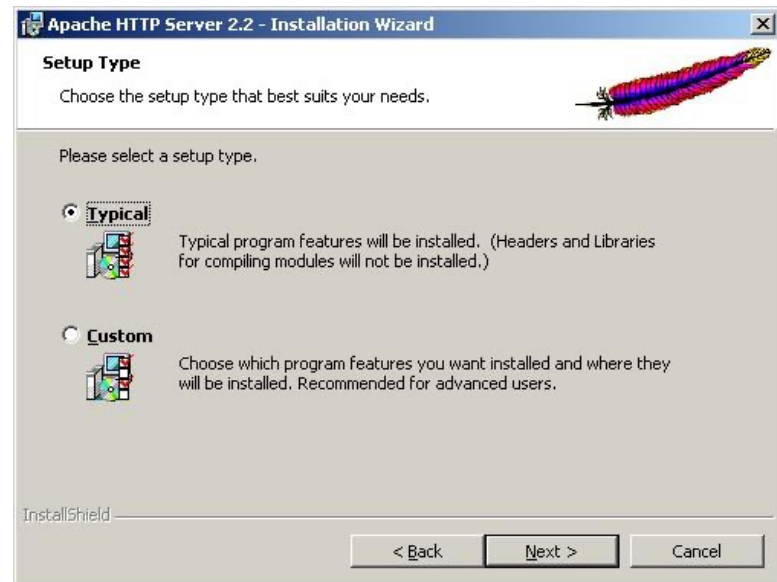 Apache HTTP Server 2.2 - Installation Wizard
Setup Type
Choose the setup type that best suits your needs.
Please select a setup type.
Typical
Typical program features will be installed. (Headers and Libraries
for compiling modules will not be installed.)
Custom
Choose which program features you want installed and where they
will be installed. Recommended for advanced users.
InstallShield
< Back
Next >
Cancel